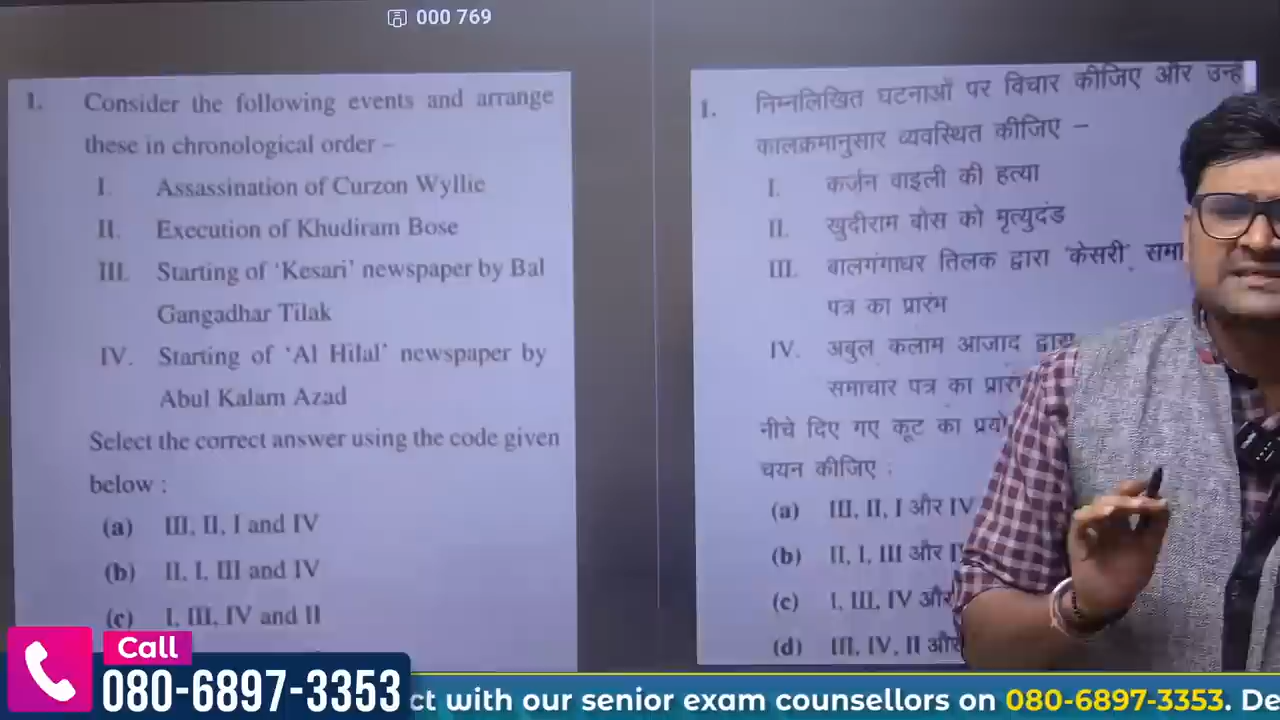 000 769
1. Consider the following events and arrange
these in chronological order –
I. Assassination of Curzon Wyllie
II. Execution of Khudiram Bose
III. Starting of ‘Kesari’ newspaper by Bal
Gangadhar Tilak
IV. Starting of ‘Al Hilal’ newspaper by
Abul Kalam Azad
Select the correct answer using the code given
below :
(a) III, II, I and IV
(b) II, I, III and IV
(c) I, III, IV and II
1. निम्नलिखित घटनाओं पर विचार कीजिए और उन्हें
कालक्रमानुसार व्यवस्थित कीजिए –
I. कर्जन वाइली की हत्या
II. खुदीराम बोस को मृत्युदंड
III. बालगंगाधर तिलक द्वारा ‘केसरी’ समा
पत्र का प्रारंभ
IV. अबुल कलाम आजाद द्वारा
समाचार पत्र का प्रारं
नीचे दिए गए कूट का प्रयो
चयन कीजिए :
(a) III, II, I और IV
(b) II, I, III और I
(c) I, III, IV और
(d) III, IV, II और
Call
080-6897-3353
ct with our senior exam counsellors on 080-6897-3353. De